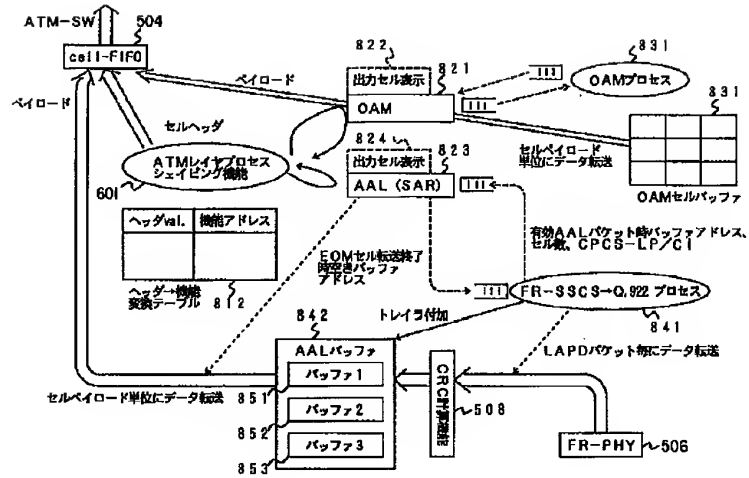 ATM-SW
504
cell-FIFO
ペイロード
ペイロード
セルヘッダ
822
出力セル表示
821
OAM
831
OAMプロセス
831
OAMセルバッファ
セルペイロード
単位にデータ転送
ATMレイヤプロセス
シェイピング機能
601
824
出力セル表示
823
AAL (SAR)
ヘッダval.
機能アドレス
ヘッダ→機能
変換テーブル
812
EOMセル転送終了
時空きバッファ
アドレス
有効AALパケット時バッファアドレス、
セル数、CPCS-LP/CI
FR-SSCS→Q.922 プロセス
841
トレイラ付加
842
AALバッファ
バッファ1
851
バッファ2
852
バッファ3
853
セルペイロード単位にデータ転送
LAPDパケット毎にデータ転送
CRC計算機能
508
FR-PHY
506